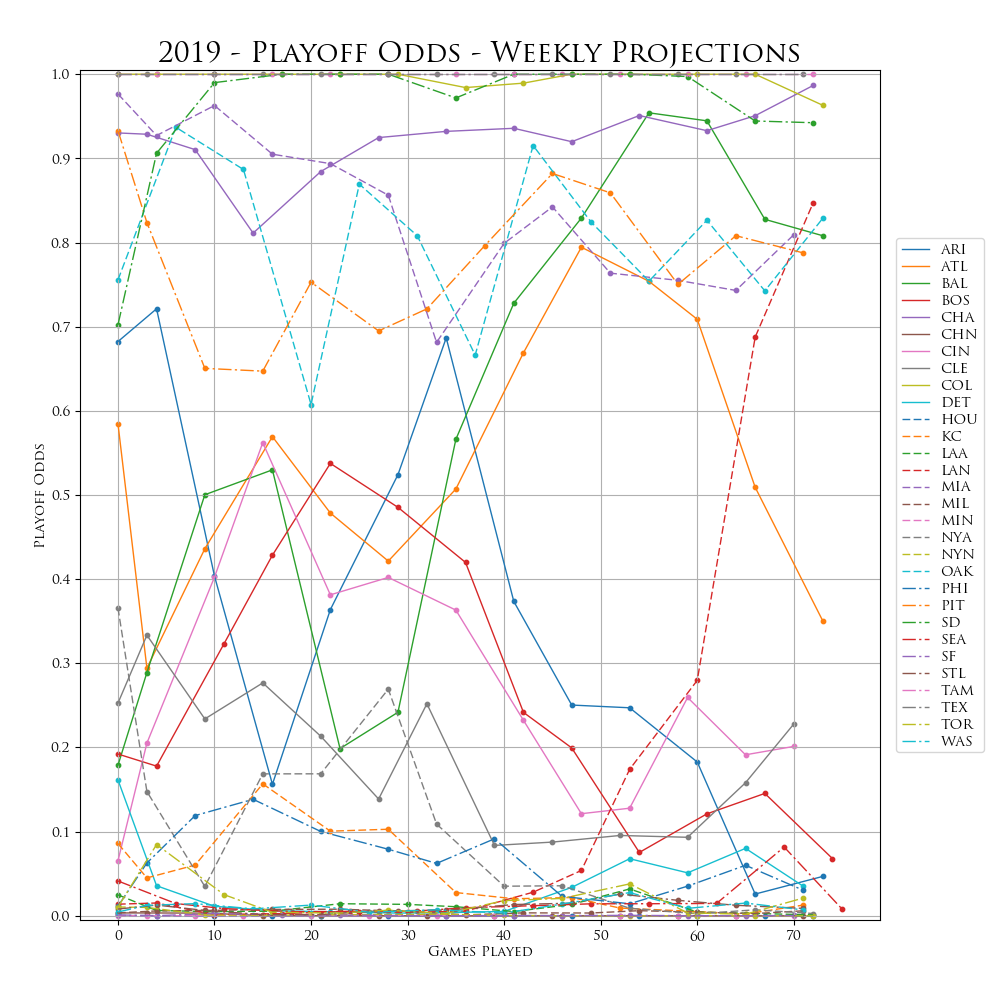 2019 - Playoff Odds - Weekly Projections
1.0
0.9
0.8
0.7
0.6
0.5
0.4
0.3
0.2
0.1
0.0
Playoff Odds
0 10 20 30 40 50 60 70
Games Played
ARI
ATL
BAL
BOS
CHA
CHN
CIN
CLE
COL
DET
HOU
KC
LAA
LAN
MIA
MIL
MIN
NYA
NYN
OAK
PHI
PIT
SD
SEA
SF
STL
TAM
TEX
TOR
WAS